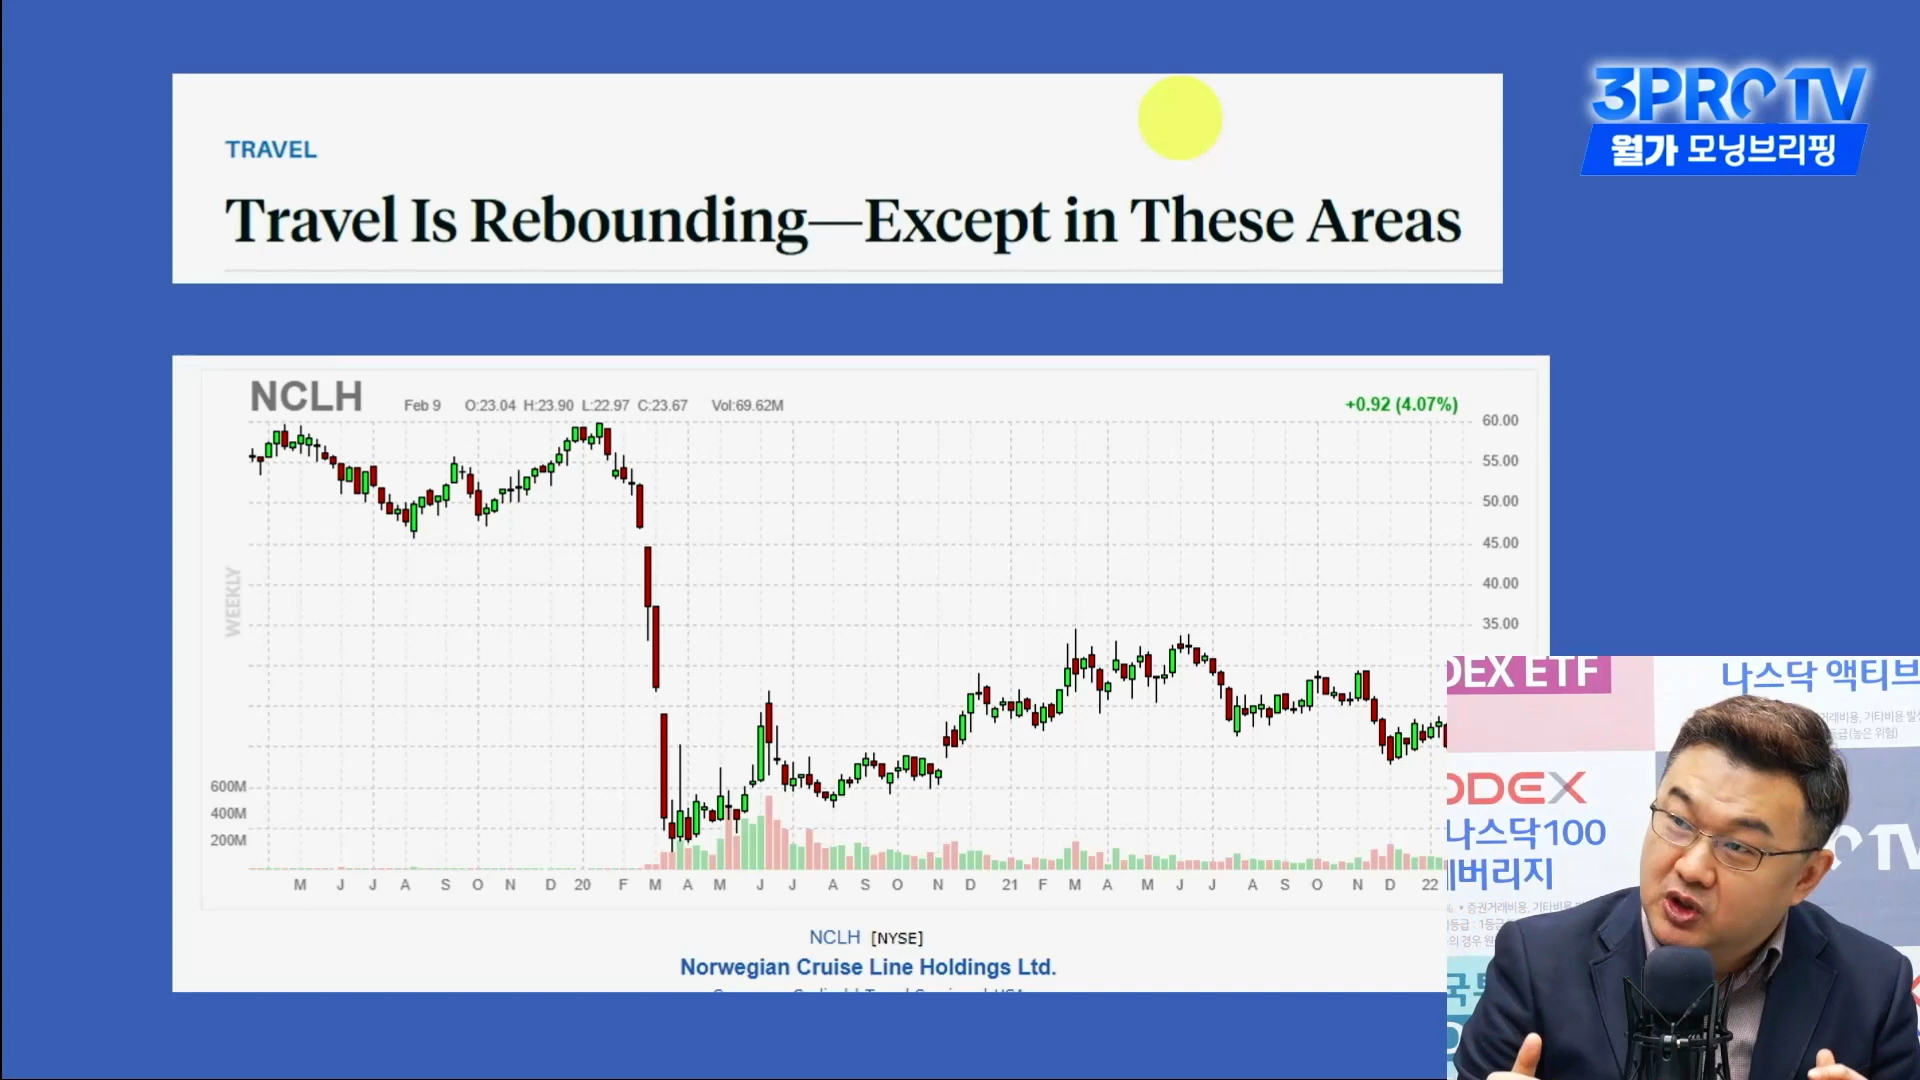 3PROTV
월가 모닝브리핑
TRAVEL
Travel Is Rebounding—Except in These Areas
NCLH Feb 9 O:23.04 H:23.90 L:22.97 C:23.67 Vol:69.62M +0.92 (4.07%)
60.00
55.00
50.00
45.00
40.00
35.00
WEEKLY
600M
400M
200M
M J J A S O N D 20 F M A M J J A S O N D 21 F M A M J J A S O N D 22
NCLH [NYSE]
Norwegian Cruise Line Holdings Ltd.
DEX ETF
나스닥 액티브
ODEX
나스닥100
버리지